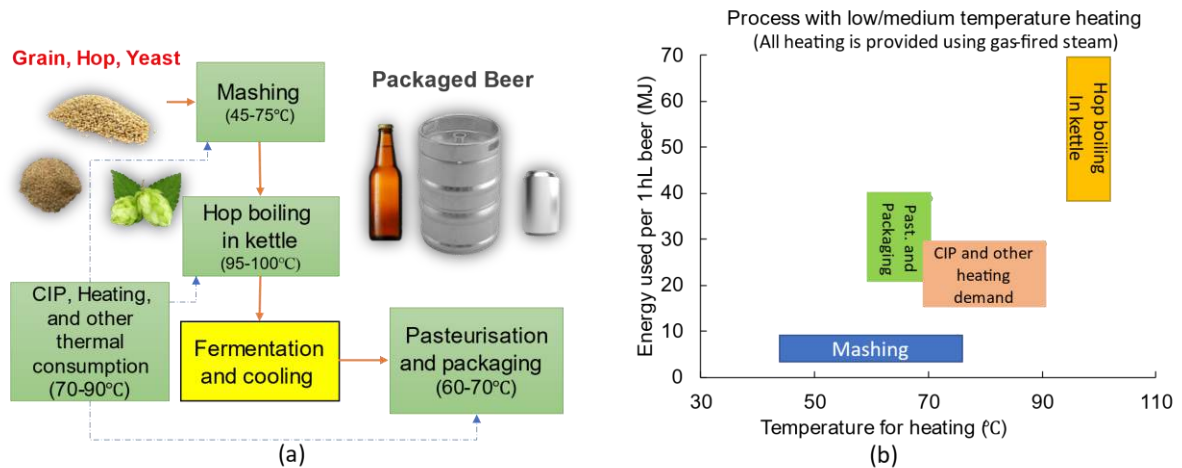 Grain, Hop, Yeast
Mashing
(45-75℃)
Packaged Beer
Hop boiling
in kettle
(95-100℃)
CIP, Heating,
and other
thermal
consumption
(70-90℃)
Fermentation
and cooling
Pasteurisation
and packaging
(60-70℃)
(a)
Process with low/medium temperature heating
(All heating is provided using gas-fired steam)
Energy used per 1hL beer (MJ)
70
60
50
40
30
20
10
0
Hop boiling
In kettle
Past. and
Packaging
CIP and other
heating
demand
Mashing
30
50
70
90
110
Temperature for heating (℃)
(b)